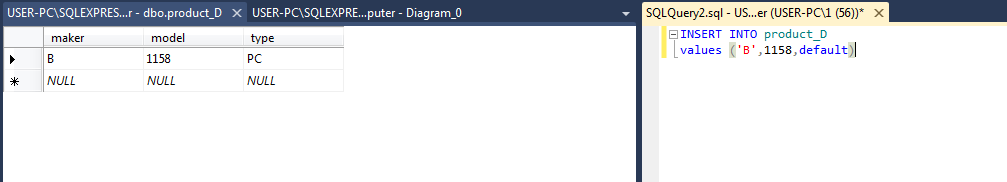 USER-PC\SQLEXPRES...r - dbo.product_D
USER-PC\SQLEXPRE...puter - Diagram_0
maker model type
B 1158 PC
NULL NULL NULL
SQLQuery2.sql - US...er (USER-PC\1 (56))*
INSERT INTO product_D
values ('B',1158,default)